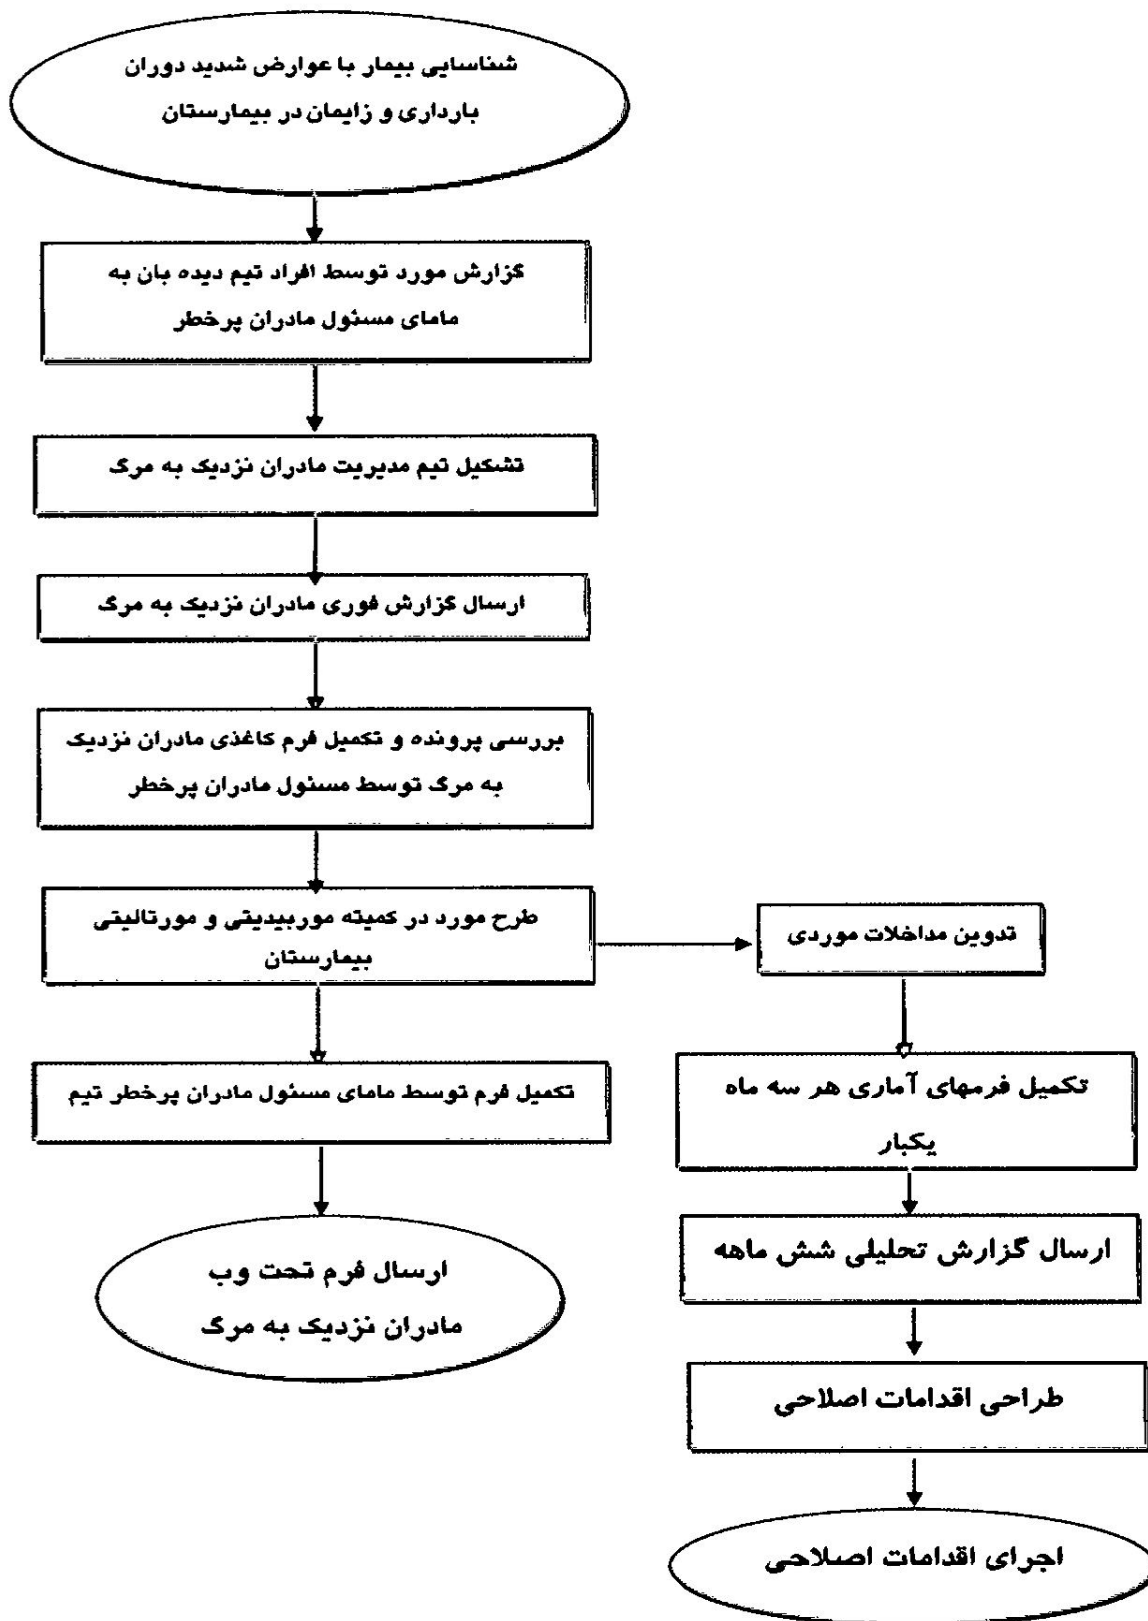 شناسایی بیمار با عوارض شدید دوران
بارداری و زایمان در بیمارستان
گزارش مورد توسط افراد تیم دیده بان به
مامای مسئول مادران پرخطر
تشکیل تیم مدیریت مادران نزدیک به مرگ
ارسال گزارش فوری مادران نزدیک به مرگ
بررسی پرونده و تکمیل فرم کاغذی مادران نزدیک
به مرگ توسط مسئول مادران پرخطر
طرح مورد در کمیته موربیدیتی و مورتالیتی
بیمارستان
تکمیل فرم توسط مامای مسئول مادران پرخطر تیم
ارسال فرم تحت وب
مادران نزدیک به مرگ
تدوین مداخلات موردی
تکمیل فرمهای آماری هر سه ماه
یکبار
ارسال گزارش تحلیلی شش ماهه
طراحی اقدامات اصلاحی
اجرای اقدامات اصلاحی